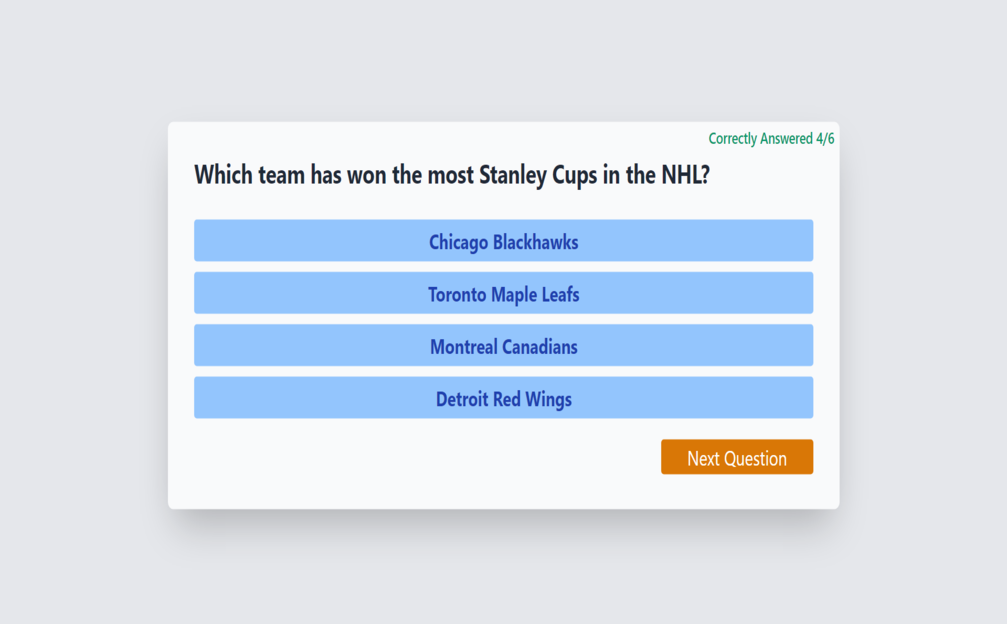 Correctly Answered 4/6
Which team has won the most Stanley Cups in the NHL?
Chicago Blackhawks
Toronto Maple Leafs
Montreal Canadians
Detroit Red Wings
Next Question